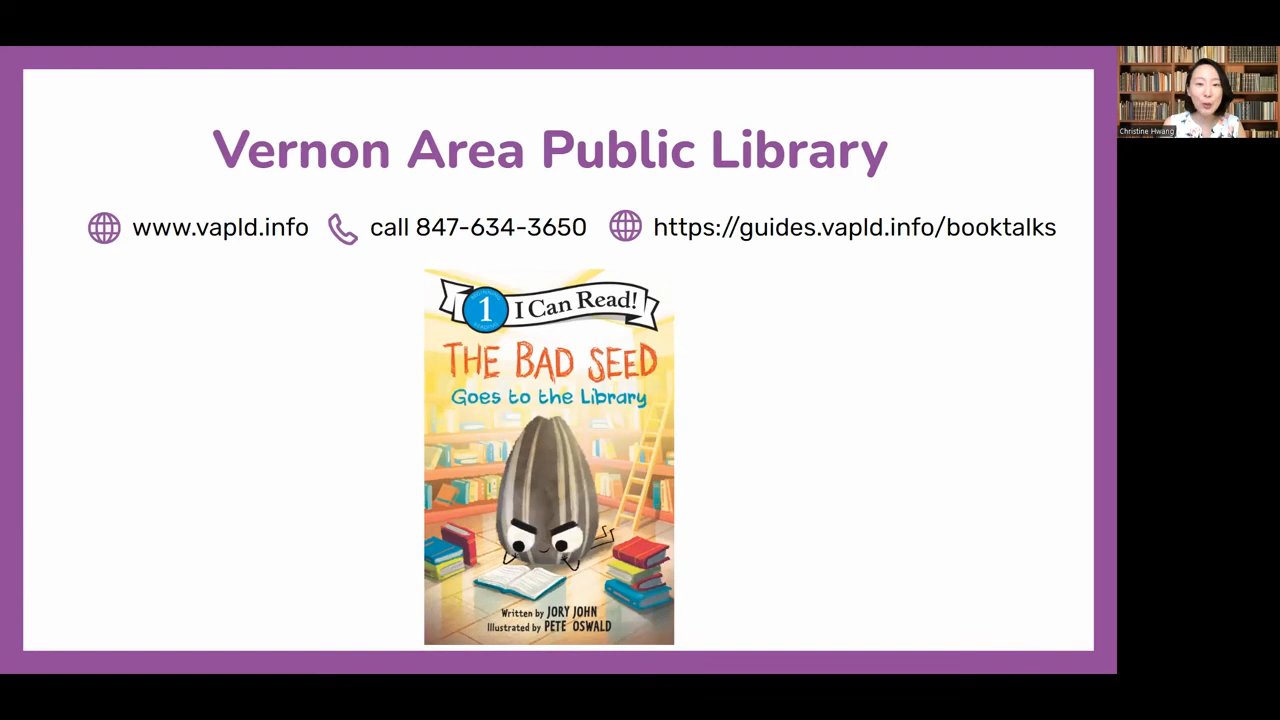 Vernon Area Public Library
www.vapld.info
call 847-634-3650
https://guides.vapld.info/booktalks
Christine Hwang
1
I Can Read!
THE BAD SEED
Goes to the Library
Written by JORY JOHN
Illustrated by PETE OSWALD